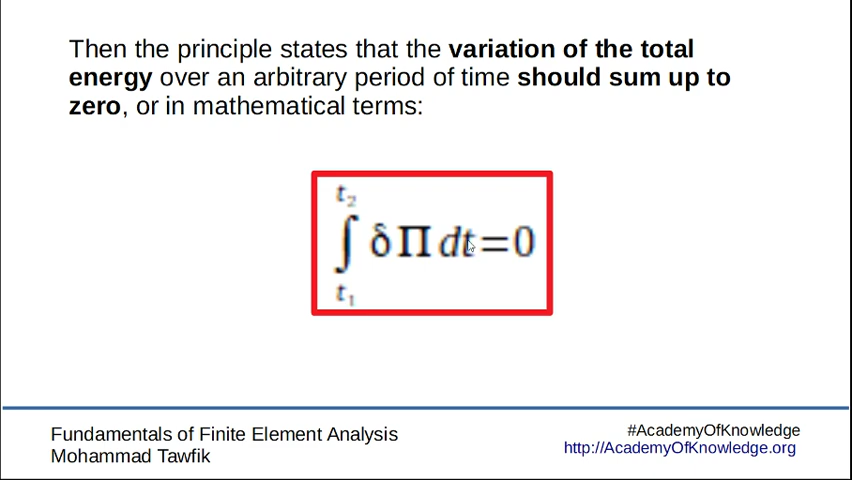 Then the principle states that the variation of the total
energy over an arbitrary period of time should sum up to
zero, or in mathematical terms:
t₂
∫ δ Π dt=0
t₁
Fundamentals of Finite Element Analysis
Mohammad Tawfik
#AcademyOfKnowledge
http://AcademyOfKnowledge.org